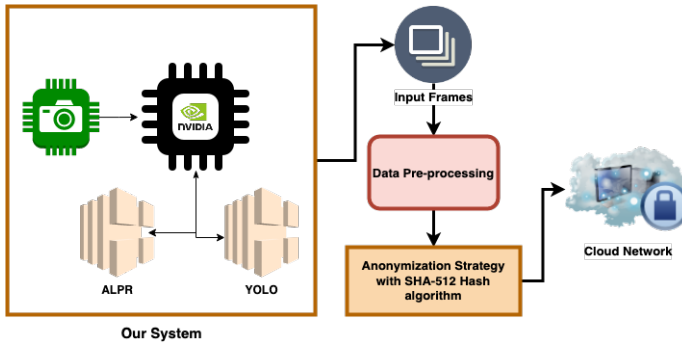 NVIDIA
ALPR
YOLO
Our System
Input Frames
Data Pre-processing
Anonymization Strategy
with SHA-512 Hash
algorithm
Cloud Network